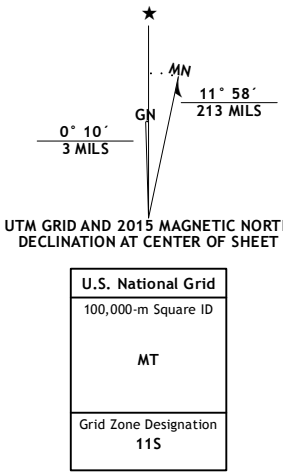 ★
MN
GN
11° 58´
213 MILS
0° 10´
3 MILS
UTM GRID AND 2015 MAGNETIC NORTH
DECLINATION AT CENTER OF SHEET
U.S. National Grid
100,000-m Square ID
MT
Grid Zone Designation
11S